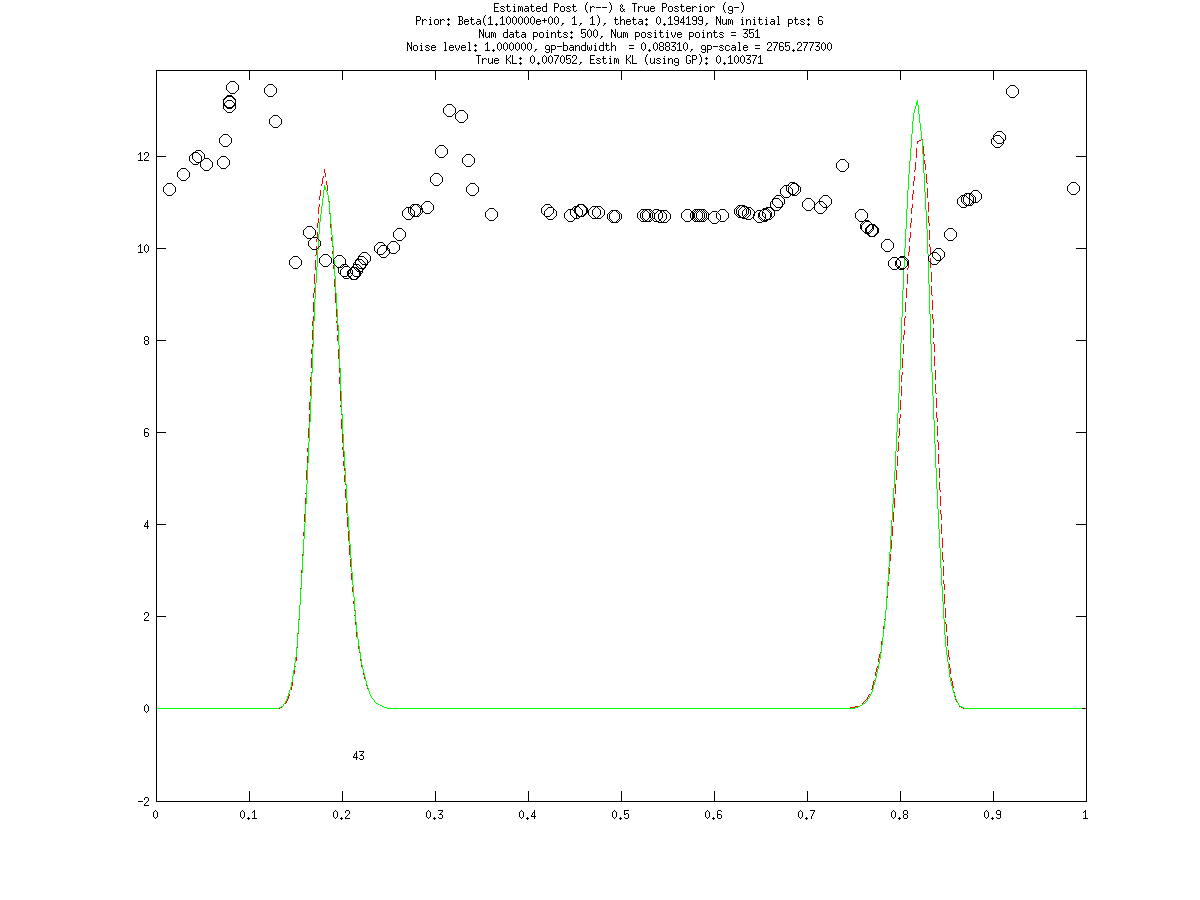 Estimated Post (r--) & True Posterior (g-)
Prior: Beta(1.100000e+00, 1, 1), theta: 0.194199, Num initial pts: 6
Num data points: 500, Num positive points = 351
Noise level: 1.000000, gp-bandwidth  = 0.088310, gp-scale = 2765.277300
True KL: 0.007052, Estim KL (using GP): 0.100371
12
10
8
6
4
2
0
43
-2
0 0.1 0.2 0.3 0.4 0.5 0.6 0.7 0.8 0.9 1